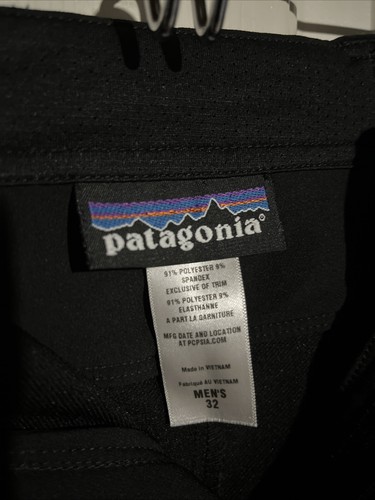 patagonia®
91% POLYESTER 9%
SPANDEX
EXCLUSIVE OF TRIM
91% POLYESTER 9%
ELASTHANNE
A PART LA GARNITURE
MFG DATE AND LOCATION
AT PCPSIA.COM
Made in VIETNAM
Fabriqué AU VIETNAM
MEN'S
32